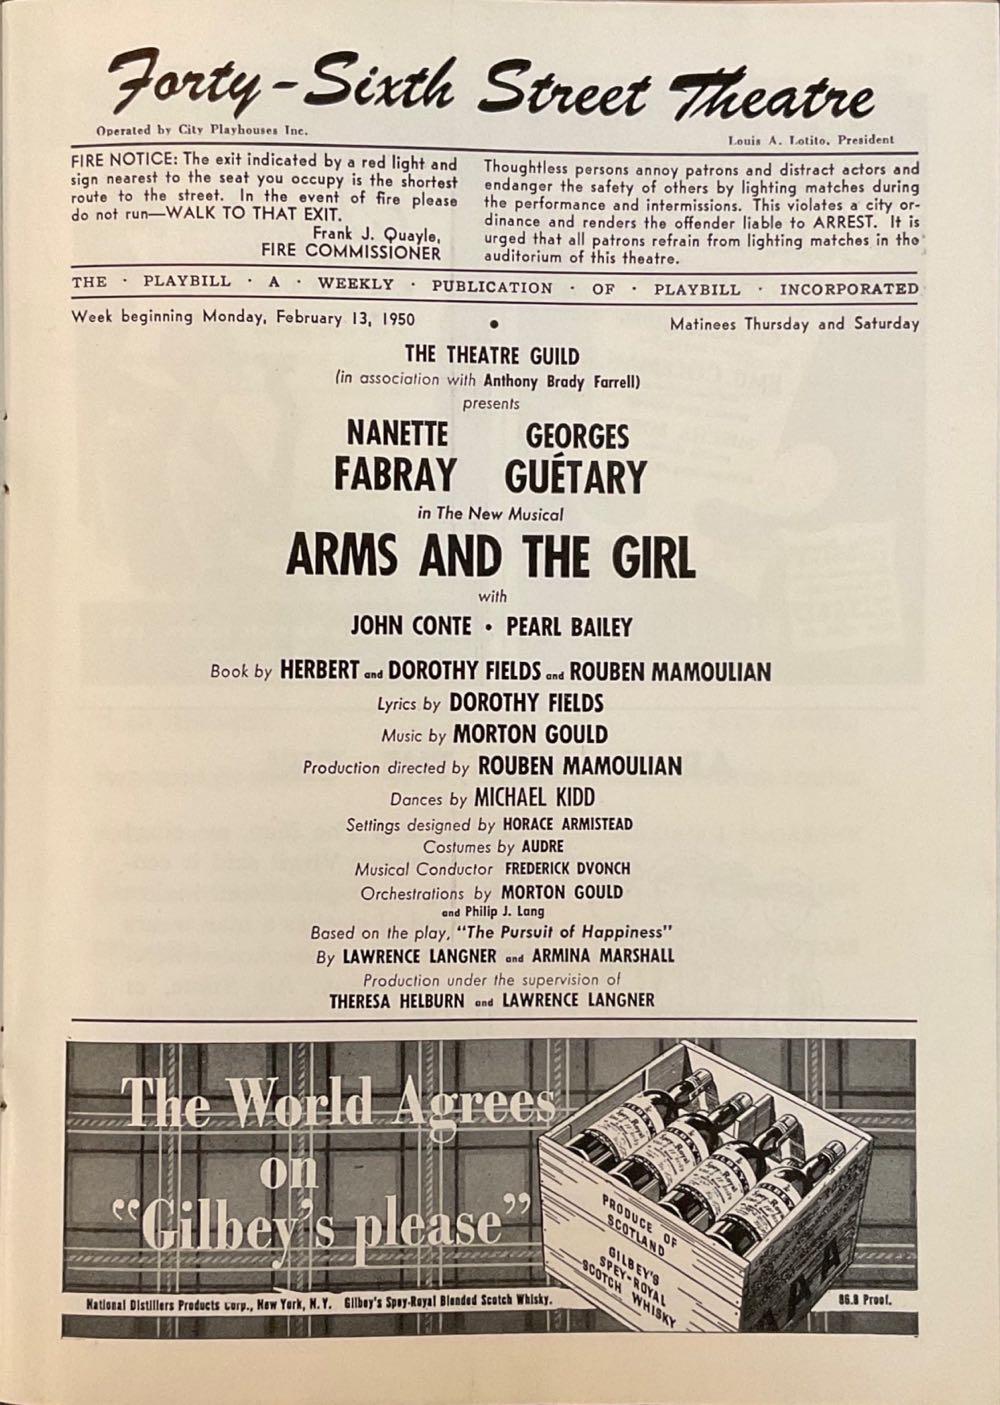 Forty-Sixth Street Theatre
Operated by City Playhouses Inc.
Louis A. Lotito, President
FIRE NOTICE: The exit indicated by a red light and
sign nearest to the seat you occupy is the shortest
route to the street. In the event of fire please
do not run—WALK TO THAT EXIT.
Frank J. Quayle,
FIRE COMMISSIONER
Thoughtless persons annoy patrons and distract actors and
endanger the safety of others by lighting matches during
the performance and intermissions. This violates a city or-
dinance and renders the offender liable to ARREST. It is
urged that all patrons refrain from lighting matches in the
auditorium of this theatre.
THE · PLAYBILL · A · WEEKLY · PUBLICATION · OF · PLAYBILL · INCORPORATED
Week beginning Monday, February 13, 1950 • Matinees Thursday and Saturday
THE THEATRE GUILD
(in association with Anthony Brady Farrell)
presents
NANETTE GEORGES
FABRAY GUÉTARY
in The New Musical
ARMS AND THE GIRL
with
JOHN CONTE • PEARL BAILEY
Book by HERBERT and DOROTHY FIELDS and ROUBEN MAMOULIAN
Lyrics by DOROTHY FIELDS
Music by MORTON GOULD
Production directed by ROUBEN MAMOULIAN
Dances by MICHAEL KIDD
Settings designed by HORACE ARMISTEAD
Costumes by AUDRE
Musical Conductor FREDERICK DVONCH
Orchestrations by MORTON GOULD
and Philip J. Lang
Based on the play, "The Pursuit of Happiness"
By LAWRENCE LANGNER and ARMINA MARSHALL
Production under the supervision of
THERESA HELBURN and LAWRENCE LANGNER
The World Agrees
on
"Gilbey's please"
PRODUCE OF
SCOTLAND
GILBEY'S
SPEY-ROYAL
SCOTCH WHISKY
AA
National Distillers Products Corp., New York, N.Y. Gilbey's Spey-Royal Blended Scotch Whisky. 86.8 Proof.